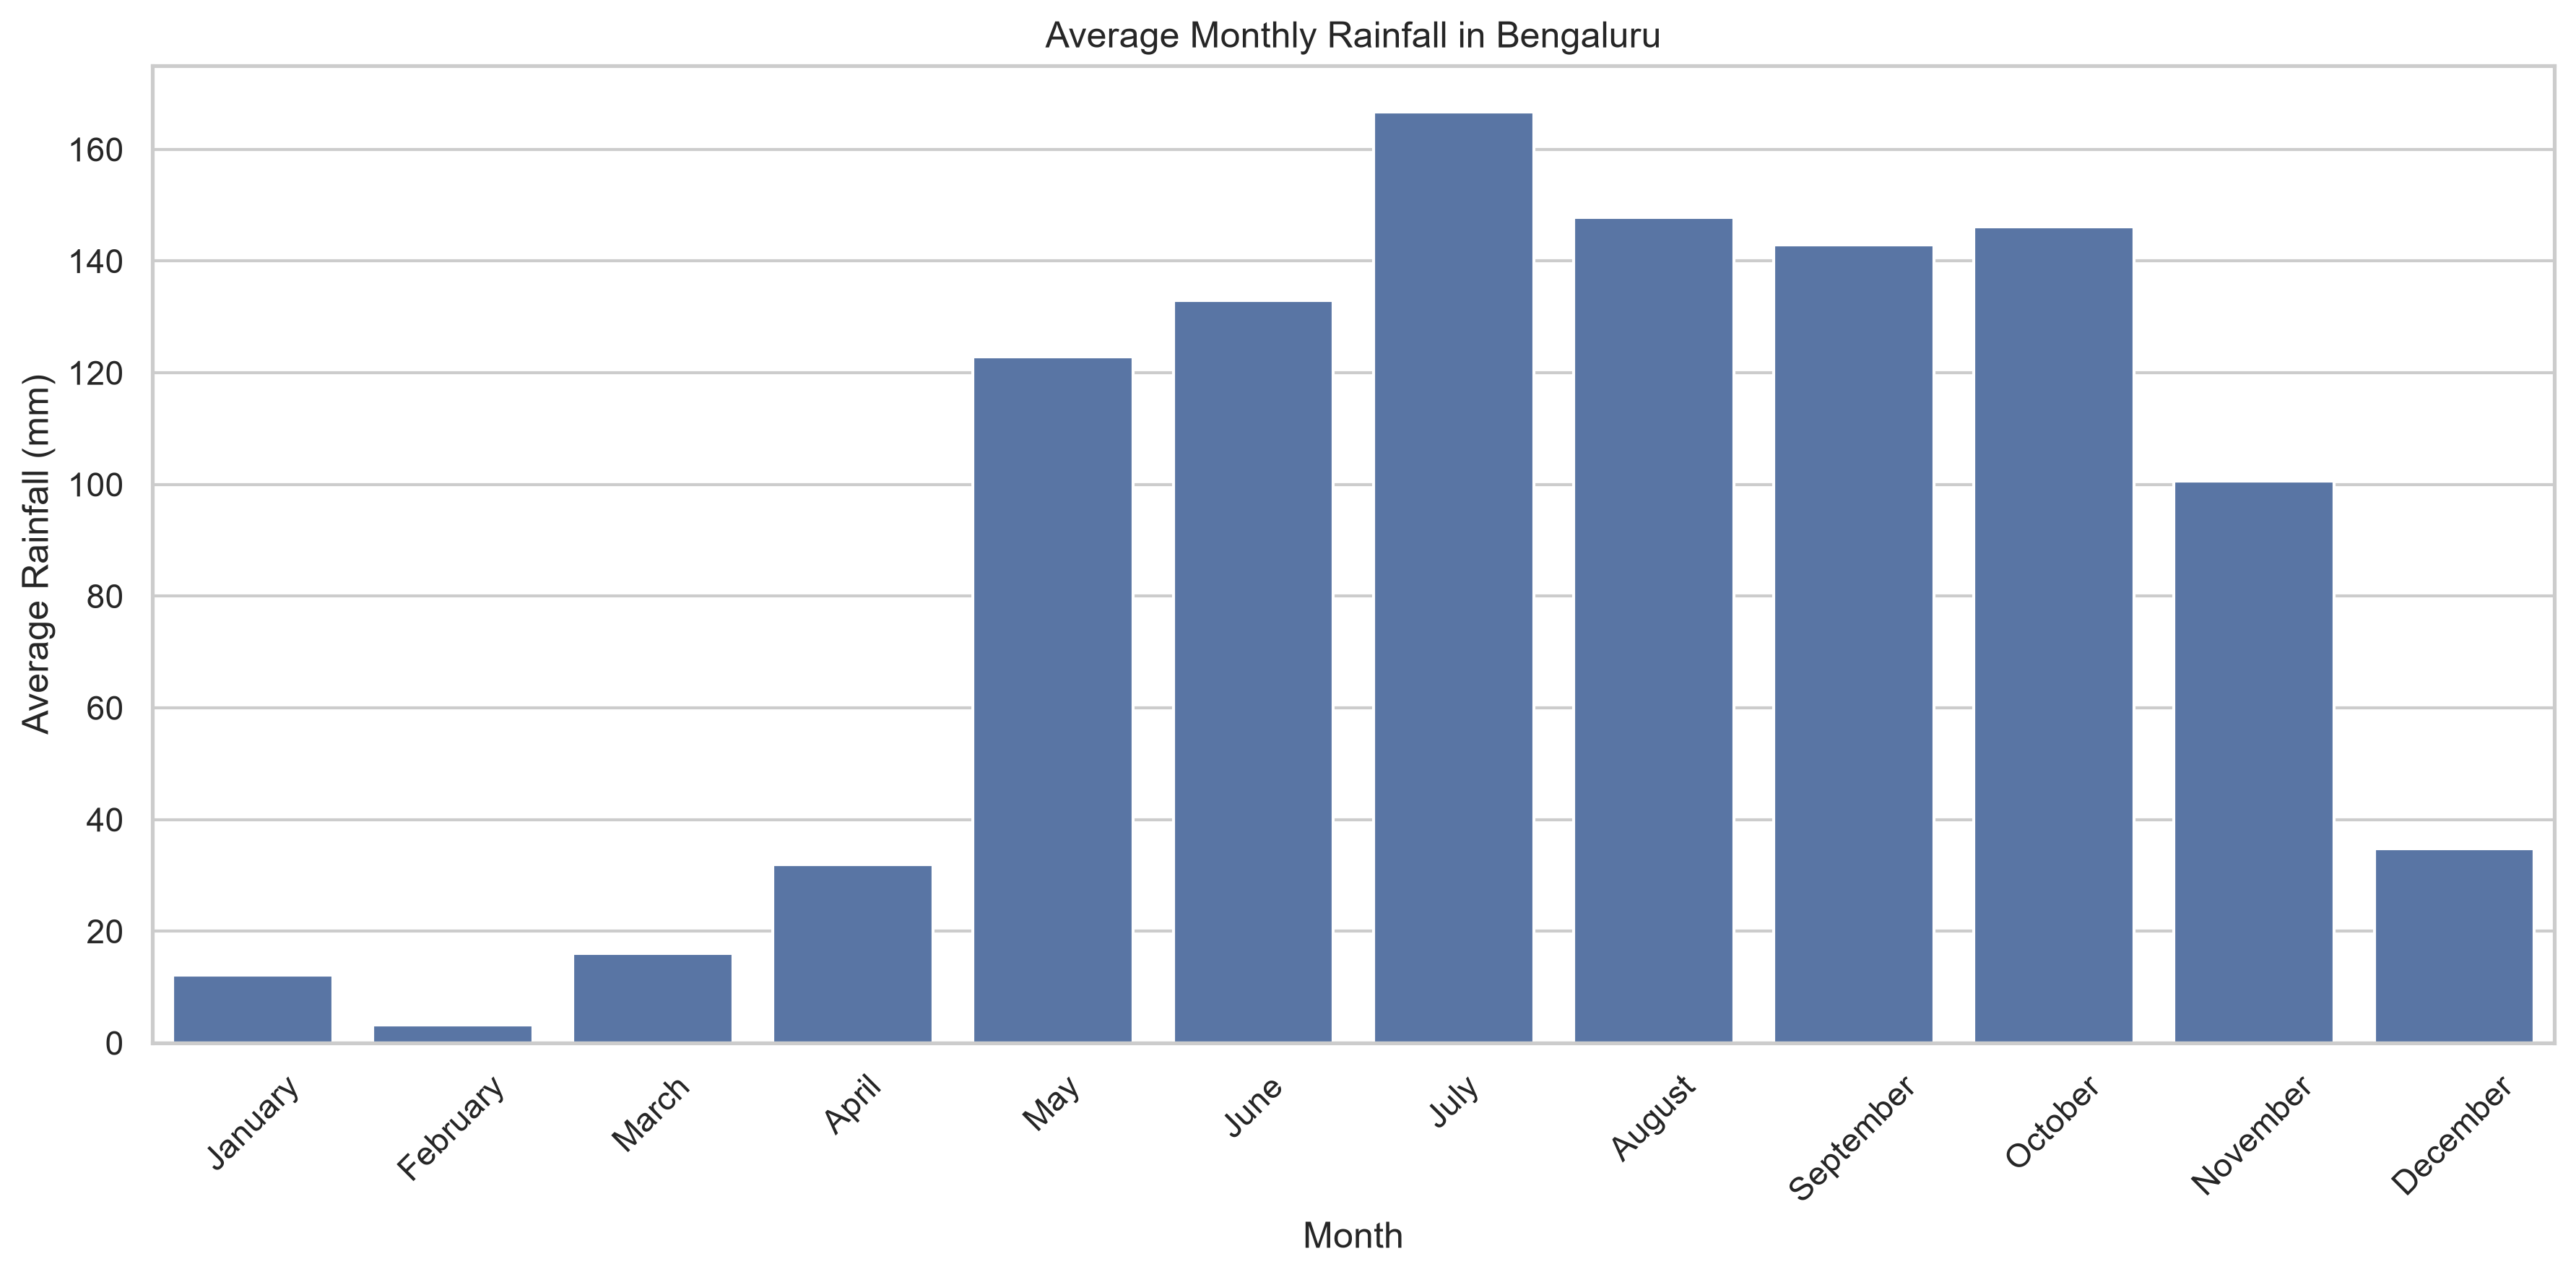 Average Monthly Rainfall in Bengaluru
Average Rainfall (mm)
160
140
120
100
80
60
40
20
0
January
February
March
April
May
June
July
August
September
October
November
December
Month